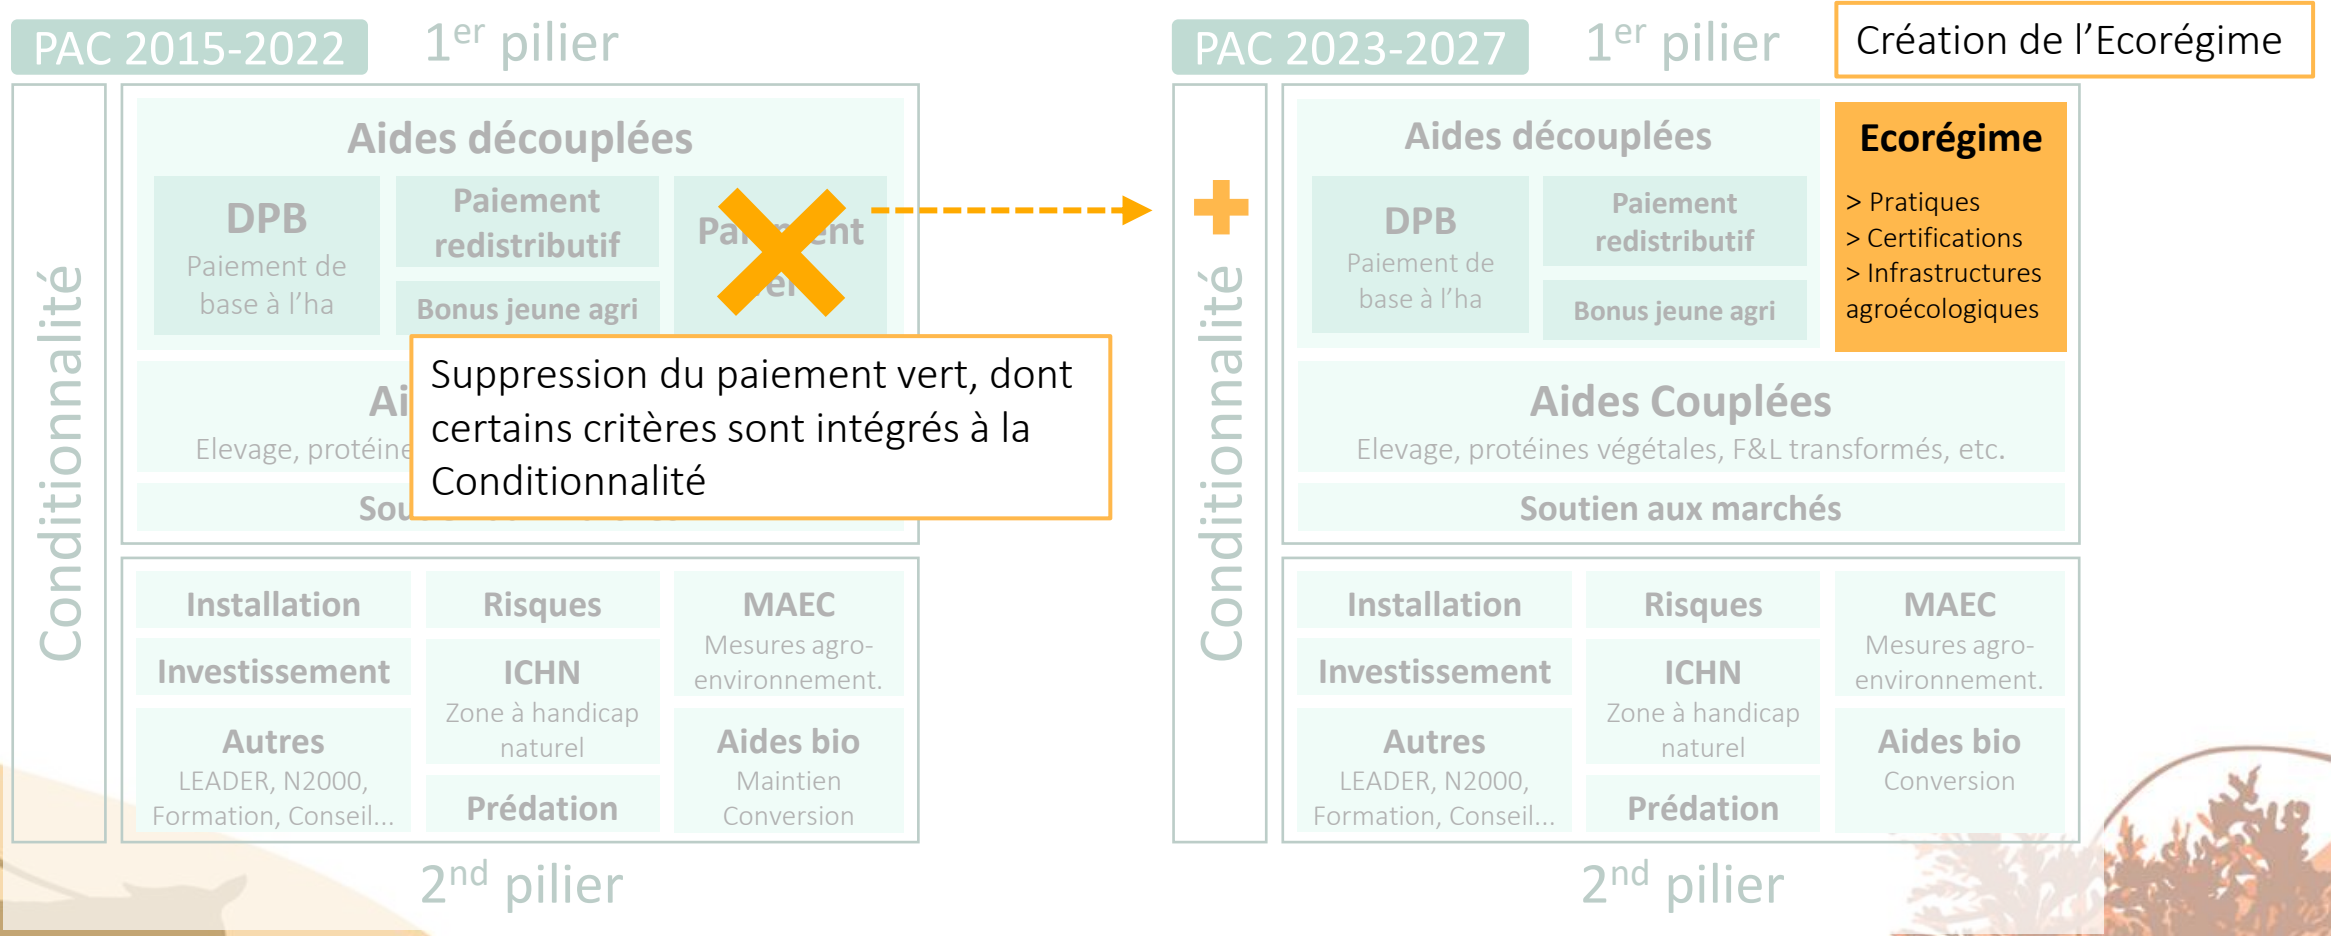 PAC 2015-2022
1er pilier
Conditionnalité
Aides découplées
DPB
Paiement de
base à l'ha
Paiement
redistributif
Bonus jeune agri
Suppression du paiement vert, dont
certains critères sont intégrés à la
Conditionnalité
Elevage,
Installation
Investissement
Autres
LEADER, N2000,
Formation, Conseil...
Risques
ICHN
Zone à handicap
naturel
Prédation
MAEC
Mesures agro-
environnement.
Aides bio
Maintien
Conversion
2nd pilier
PAC 2023-2027
1er pilier
Création de l'Ecorégime
+
Conditionnalité
Aides découplées
DPB
Paiement de
base à l'ha
Paiement
redistributif
Bonus jeune agri
Ecorégime
> Pratiques
> Certifications
> Infrastructures
agroécologiques
Aides Couplées
Elevage, protéines végétales, F&L transformés, etc.
Soutien aux marchés
Installation
Investissement
Autres
LEADER, N2000,
Formation, Conseil...
Risques
ICHN
Zone à handicap
naturel
Prédation
MAEC
Mesures agro-
environnement.
Aides bio
Conversion
2nd pilier